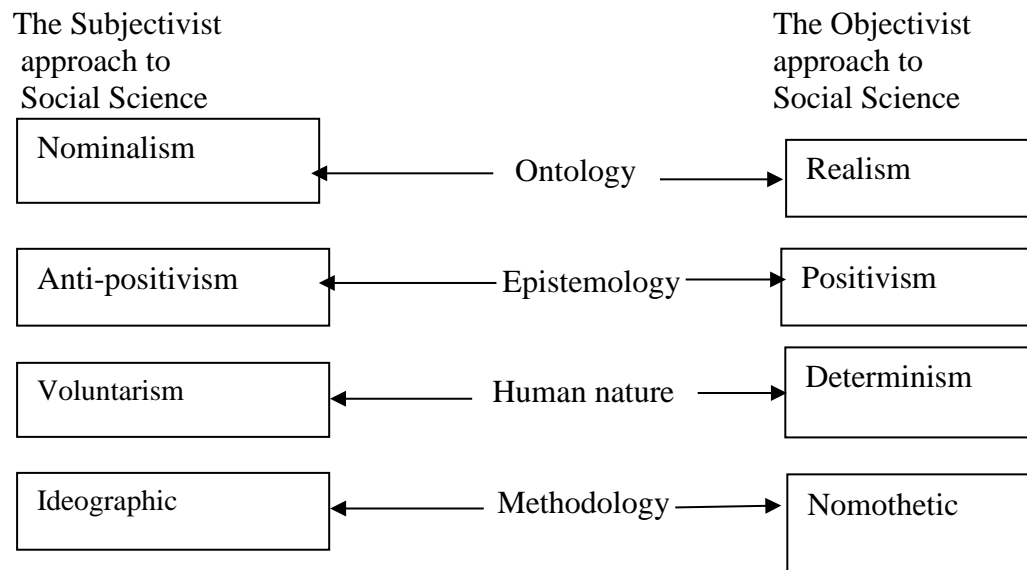 The Subjectivist
approach to
Social Science
The Objectivist
approach to
Social Science
Nominalism
Ontology
Realism
Anti-positivism
Epistemology
Positivism
Voluntarism
Human nature
Determinism
Ideographic
Methodology
Nomothetic